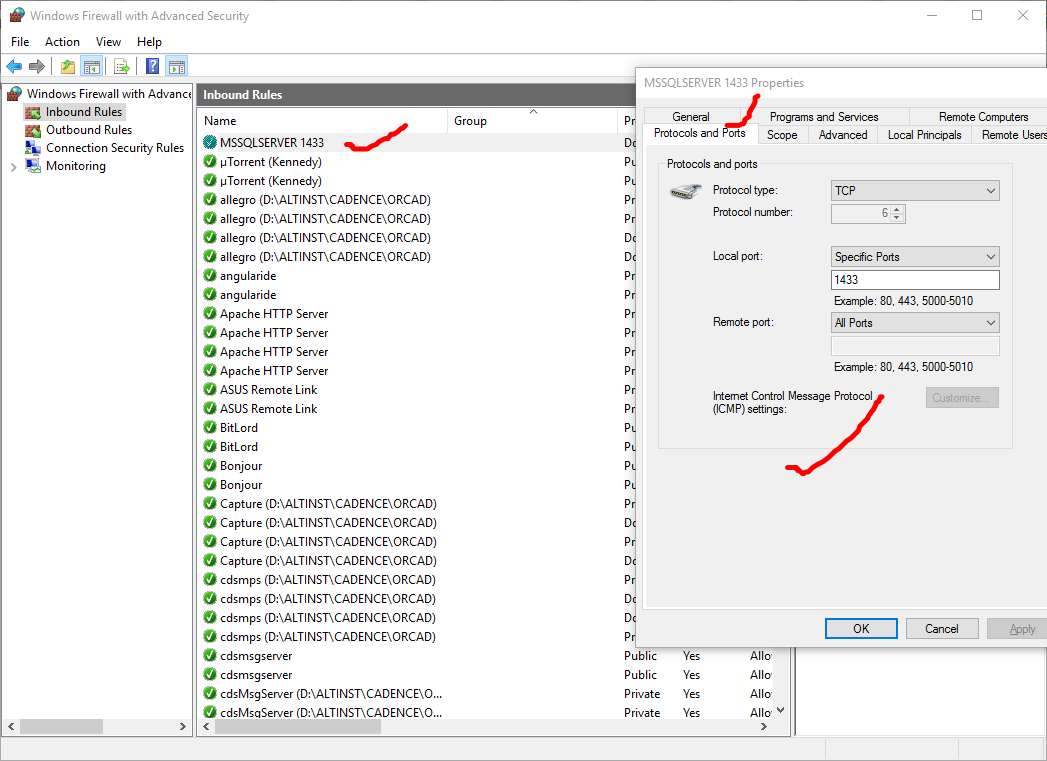 Windows Firewall with Advanced Security
File Action View Help
Windows Firewall with Advance
Inbound Rules
Outbound Rules
Connection Security Rules
Monitoring
Inbound Rules
Name Group
MSSQLSERVER 1433 Do
µTorrent (Kennedy) Pu
µTorrent (Kennedy) Pu
allegro (D:\ALTINST\CADENCE\ORCAD) Pr
allegro (D:\ALTINST\CADENCE\ORCAD) Pr
allegro (D:\ALTINST\CADENCE\ORCAD) Do
allegro (D:\ALTINST\CADENCE\ORCAD) Do
angularide Pr
angularide Pr
Apache HTTP Server Pr
Apache HTTP Server Pr
Apache HTTP Server Pr
Apache HTTP Server Pr
ASUS Remote Link Pr
ASUS Remote Link Pr
BitLord Pu
BitLord Pu
Bonjour Pu
Bonjour Pu
Capture (D:\ALTINST\CADENCE\ORCAD) Pr
Capture (D:\ALTINST\CADENCE\ORCAD) Do
Capture (D:\ALTINST\CADENCE\ORCAD) Pr
Capture (D:\ALTINST\CADENCE\ORCAD) Do
cdsmps (D:\ALTINST\CADENCE\ORCAD) Pr
cdsmps (D:\ALTINST\CADENCE\ORCAD) Do
cdsmps (D:\ALTINST\CADENCE\ORCAD) Do
cdsmps (D:\ALTINST\CADENCE\ORCAD) Pr
cdsmsgserver Public Yes Allo
cdsmsgserver Public Yes Allo
cdsMsgServer (D:\ALTINST\CADENCE\O... Private Yes Allo
cdsMsgServer (D:\ALTINST\CADENCE\O... Private Yes Allo
MSSQLSERVER 1433 Properties
General Programs and Services Remote Computers
Protocols and Ports Scope Advanced Local Principals Remote Users
Protocols and ports
Protocol type: TCP
Protocol number: 6
Local port: Specific Ports
1433
Example: 80, 443, 5000-5010
Remote port: All Ports
Example: 80, 443, 5000-5010
Internet Control Message Protocol
(ICMP) settings:
Customize...
OK Cancel Apply